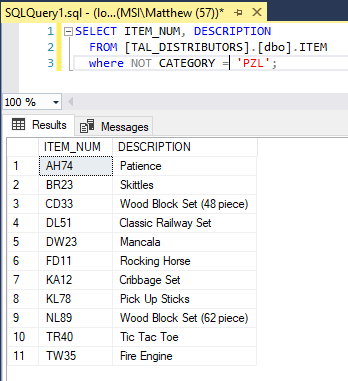 SQLQuery1.sql - (lo...(MSI\Matthew (57))*
1 SELECT ITEM_NUM, DESCRIPTION
2 FROM [TAL_DISTRIBUTORS].[dbo].ITEM
3 where NOT CATEGORY = 'PZL';
100 %
Results Messages
ITEM_NUM DESCRIPTION
1 AH74 Patience
2 BR23 Skittles
3 CD33 Wood Block Set (48 piece)
4 DL51 Classic Railway Set
5 DW23 Mancala
6 FD11 Rocking Horse
7 KA12 Cribbage Set
8 KL78 Pick Up Sticks
9 NL89 Wood Block Set (62 piece)
10 TR40 Tic Tac Toe
11 TW35 Fire Engine